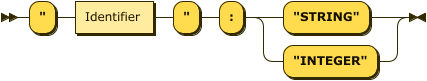 " Identifier " : "STRING"
"INTEGER"